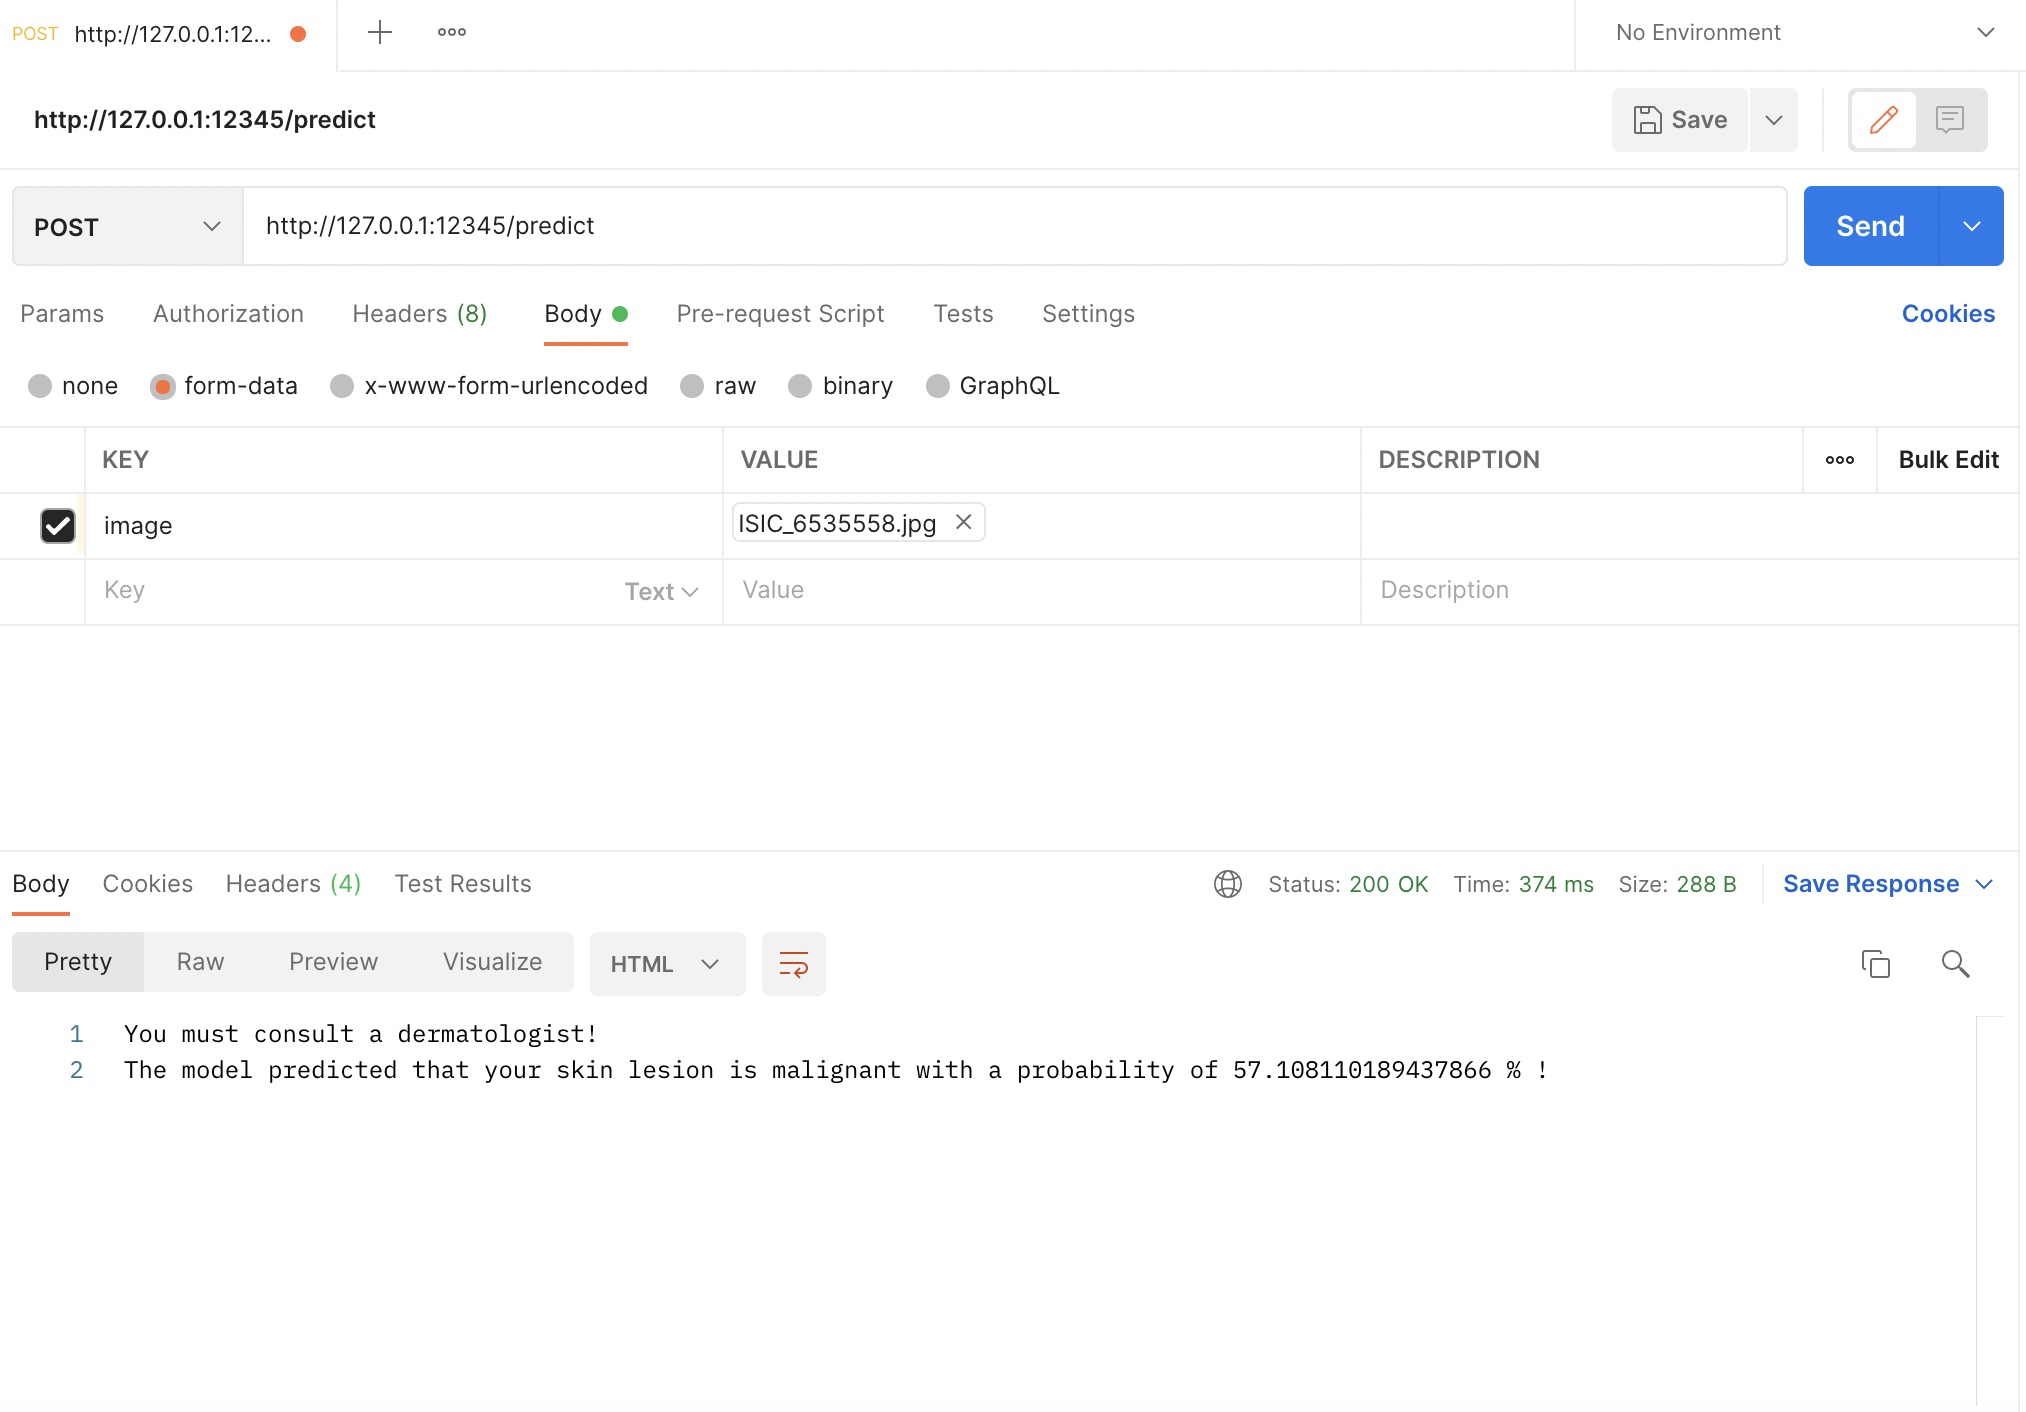 POST http://127.0.0.1:12... No Environment
http://127.0.0.1:12345/predict Save
POST http://127.0.0.1:12345/predict Send
Params Authorization Headers (8) Body Pre-request Script Tests Settings Cookies
none form-data x-www-form-urlencoded raw binary GraphQL
KEY VALUE DESCRIPTION Bulk Edit
image ISIC_6535558.jpg
Key Text Value Description
Body Cookies Headers (4) Test Results Status: 200 OK Time: 374 ms Size: 288 B Save Response
Pretty Raw Preview Visualize HTML
1 You must consult a dermatologist!
2 The model predicted that your skin lesion is malignant with a probability of 57.108110189437866 % !